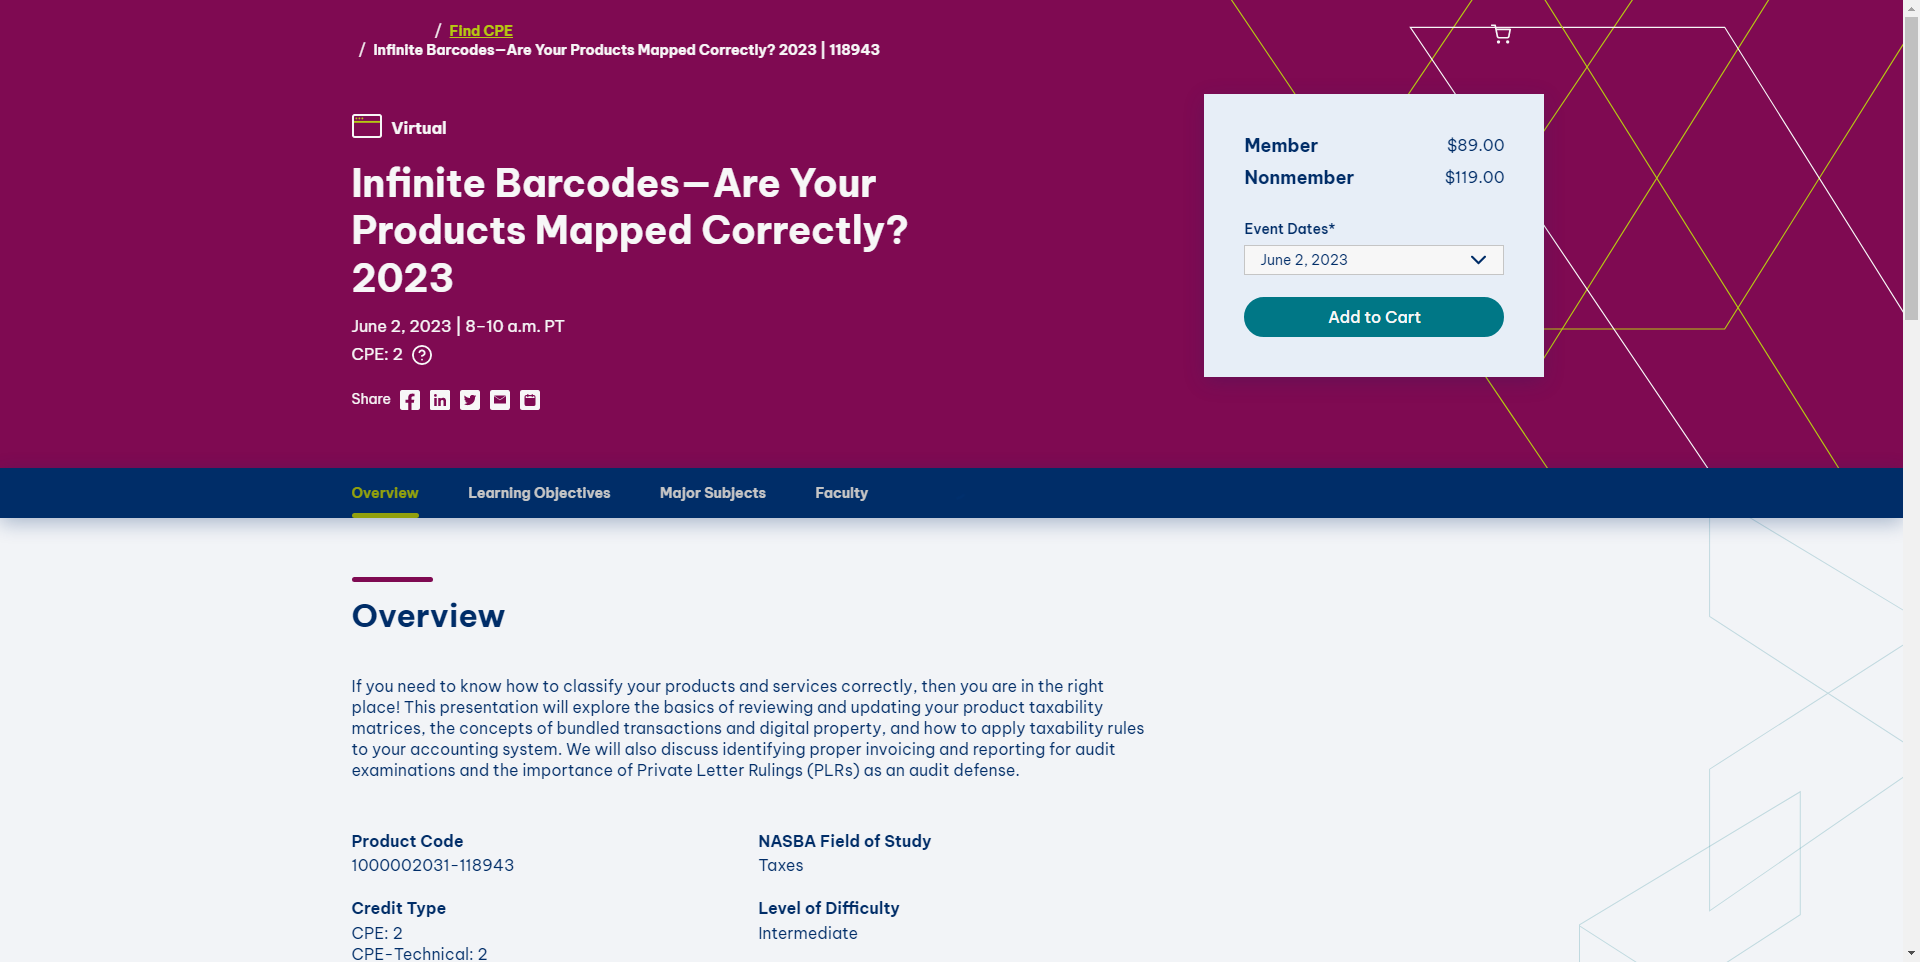 / Find CPE
/ Infinite Barcodes—Are Your Products Mapped Correctly? 2023 | 118943
Virtual
Infinite Barcodes—Are Your
Products Mapped Correctly?
2023
June 2, 2023 | 8–10 a.m. PT
CPE: 2 ?
Share
Member $89.00
Nonmember $119.00
Event Dates*
June 2, 2023
Add to Cart
Overview Learning Objectives Major Subjects Faculty
Overview
If you need to know how to classify your products and services correctly, then you are in the right
place! This presentation will explore the basics of reviewing and updating your product taxability
matrices, the concepts of bundled transactions and digital property, and how to apply taxability rules
to your accounting system. We will also discuss identifying proper invoicing and reporting for audit
examinations and the importance of Private Letter Rulings (PLRs) as an audit defense.
Product Code
1000002031-118943
NASBA Field of Study
Taxes
Credit Type
CPE: 2
CPE-Technical: 2
Level of Difficulty
Intermediate